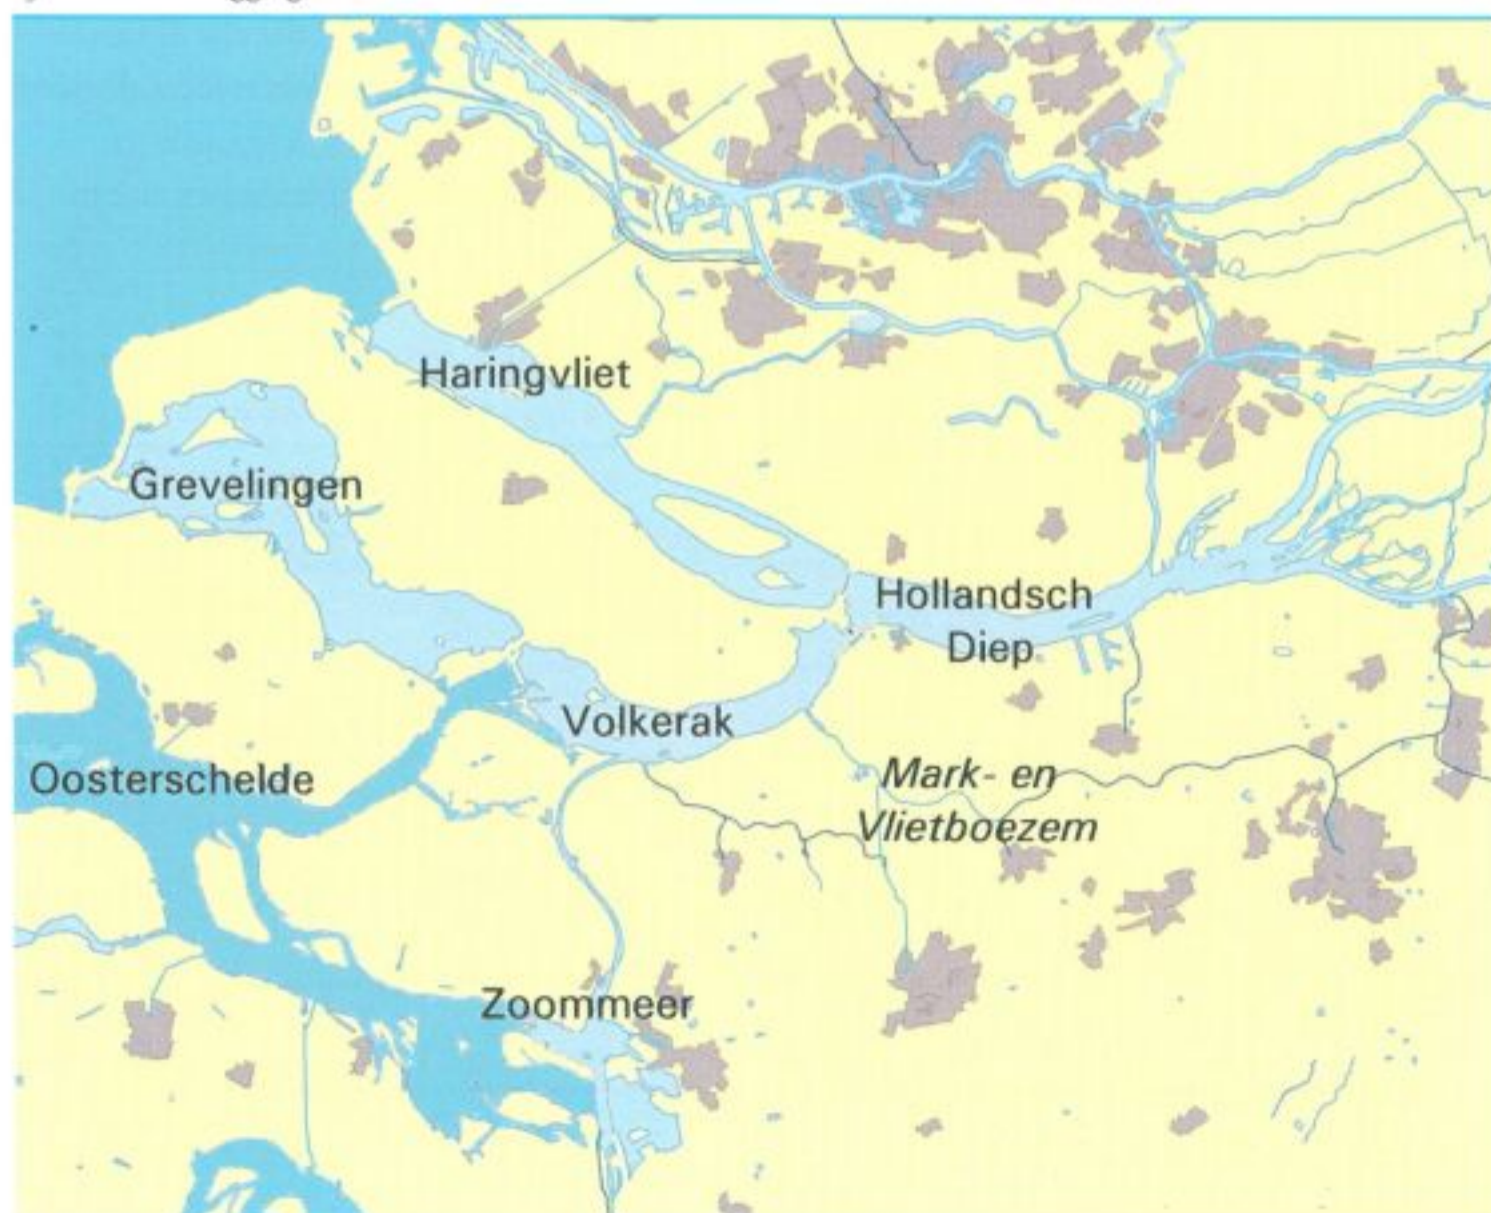 Haringvliet
Grevelingen
Hollandsch
Diep
Volkerak
Oosterschelde
Mark- en
Vlietboezem
Zoommeer